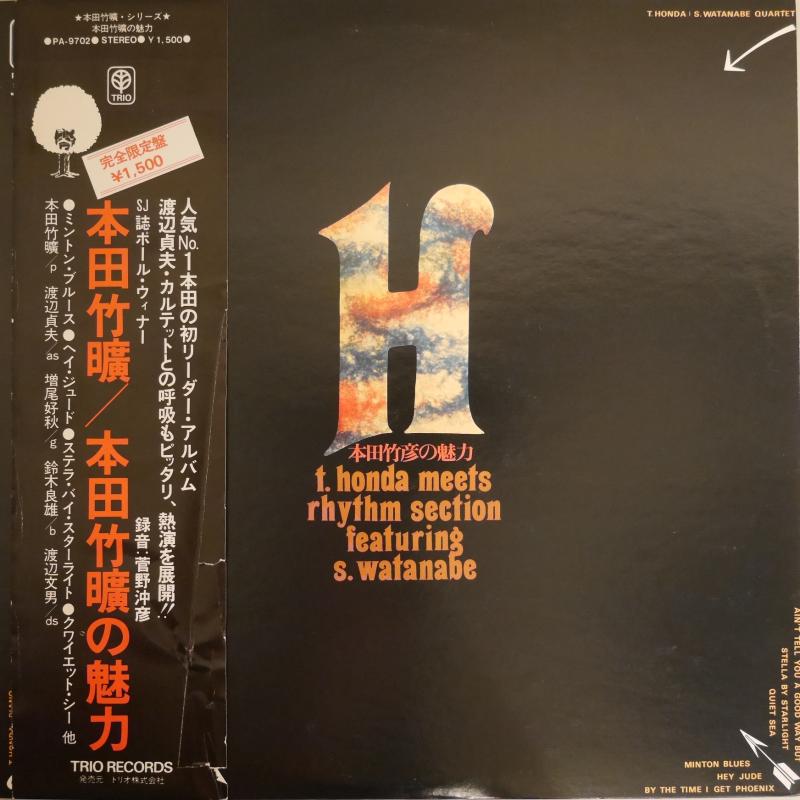 ★本田竹曠・シリーズ★
本田竹曠の魅力
●PA-9702● STEREO● ¥1,500●
TRIO
完全限定盤
¥1,500
人気No.1本田の初リーダー・アルバム
渡辺貞夫・カルテットとの呼吸もピッタリ、熱演を展開!!
SJ誌ポール・ウィナー
録音:菅野沖彦
本田竹曠/本田竹曠の魅力
●ミントン・ブルース●ヘイ・ジュード●ステラ・バイ・スターライト●クワイエット・シー 他
本田竹曠/p 渡辺貞夫/as 増尾好秋/g 鈴木良雄/b 渡辺文男/ds
TRIO RECORDS
発売元 トリオ株式会社
T. HONDA | S. WATANABE QUARTET
H
本田竹彦の魅力
t. honda meets
rhythm section
featuring
s. watanabe
AIN'T TELL YOU A GOOD WAY BUT
STELLA BY STARLIGHT
QUIET SEA
MINTON BLUES
HEY JUDE
BY THE TIME I GET PHOENIX